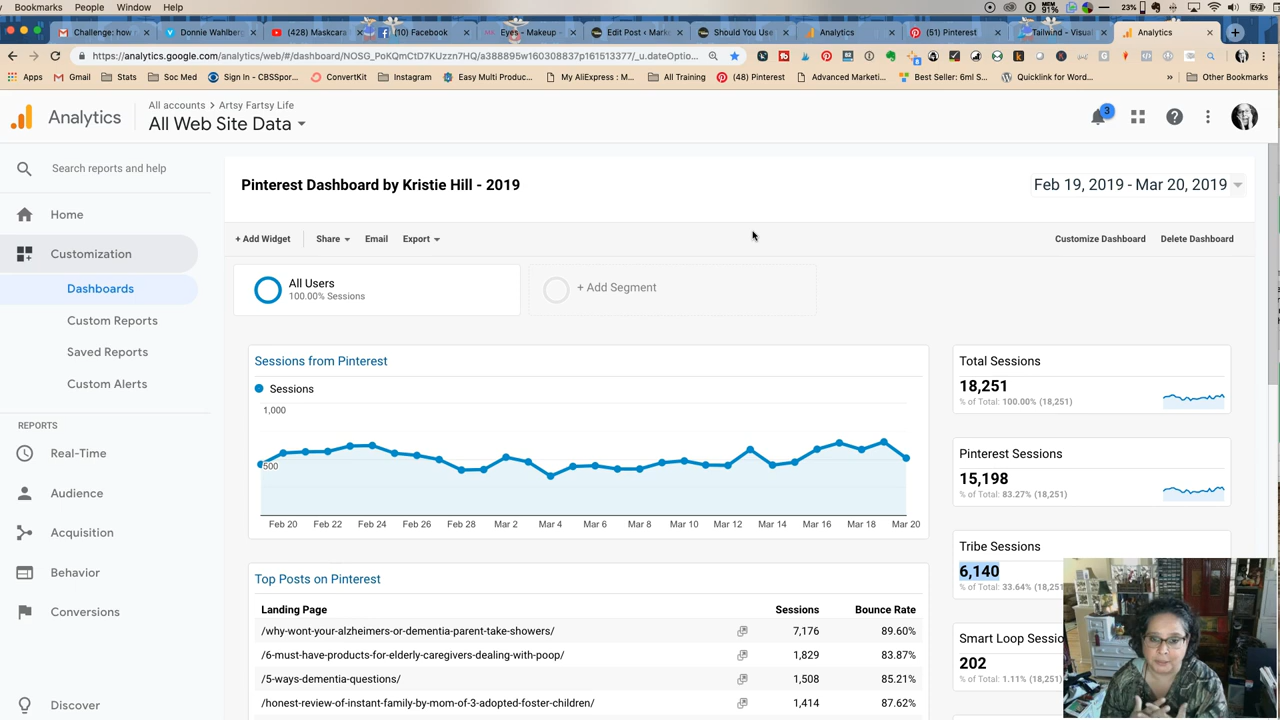 Bookmarks People Window Help
MEM 91% 23%
Challenge: how
Donnie Wahlberg
(428) Maskcara
(10) Facebook
Eyes - Makeup
Edit Post ‹ Mark
Should You Use
Analytics
(51) Pinterest
Tailwind - Visual
Analytics
https://analytics.google.com/analytics/web/#/dashboard/NOSG_PoKQmCtD7KUzzn7HQ/a388895w160308837p161513377/_u.dateOptio...
Apps Gmail Stats Soc Med Sign In - CBSSpor... ConvertKit Instagram Easy Multi Produc... My AliExpress : M... All Training (48) Pinterest Advanced Marketi... Best Seller: 6ml S... Quicklink for Word... » Other Bookmarks
All accounts > Artsy Fartsy Life
Analytics
All Web Site Data
3
Search reports and help
Home
Customization
Dashboards
Custom Reports
Saved Reports
Custom Alerts
REPORTS
Real-Time
Audience
Acquisition
Behavior
Conversions
Discover
Pinterest Dashboard by Kristie Hill - 2019
Feb 19, 2019 - Mar 20, 2019
+ Add Widget Share Email Export Customize Dashboard Delete Dashboard
All Users
100.00% Sessions
+ Add Segment
Sessions from Pinterest
Sessions
1,000
500
Feb 20 Feb 22 Feb 24 Feb 26 Feb 28 Mar 2 Mar 4 Mar 6 Mar 8 Mar 10 Mar 12 Mar 14 Mar 16 Mar 18 Mar 20
Top Posts on Pinterest
Landing Page Sessions Bounce Rate
/why-wont-your-alzheimers-or-dementia-parent-take-showers/ 7,176 89.60%
/6-must-have-products-for-elderly-caregivers-dealing-with-poop/ 1,829 83.87%
/5-ways-dementia-questions/ 1,508 85.21%
/honest-review-of-instant-family-by-mom-of-3-adopted-foster-children/ 1,414 87.62%
Total Sessions
18,251
% of Total: 100.00% (18,251)
Pinterest Sessions
15,198
% of Total: 83.27% (18,251)
Tribe Sessions
6,140
% of Total: 33.64% (18,251
Smart Loop Sessio
202
% of Total: 1.11% (18,251)